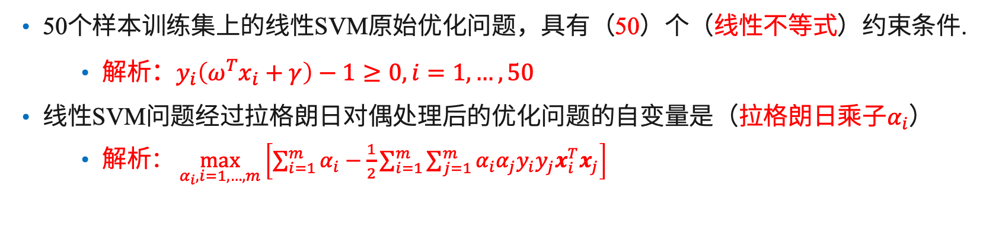 • 50个样本训练集上的线性SVM原始优化问题，具有（50）个（线性不等式）约束条件.
• 解析：$y_i(\omega^T x_i + \gamma) - 1 \geq 0, i = 1, \ldots, 50$
• 线性SVM问题经过拉格朗日对偶处理后的优化问题的自变量是（拉格朗日乘子$\alpha_i$）
• 解析：$\max_{\alpha_i, i=1,\ldots,m} \left[ \sum_{i=1}^{m} \alpha_i - \frac{1}{2} \sum_{i=1}^{m} \sum_{j=1}^{m} \alpha_i \alpha_j y_i y_j \boldsymbol{x}_i^T \boldsymbol{x}_j \right]$